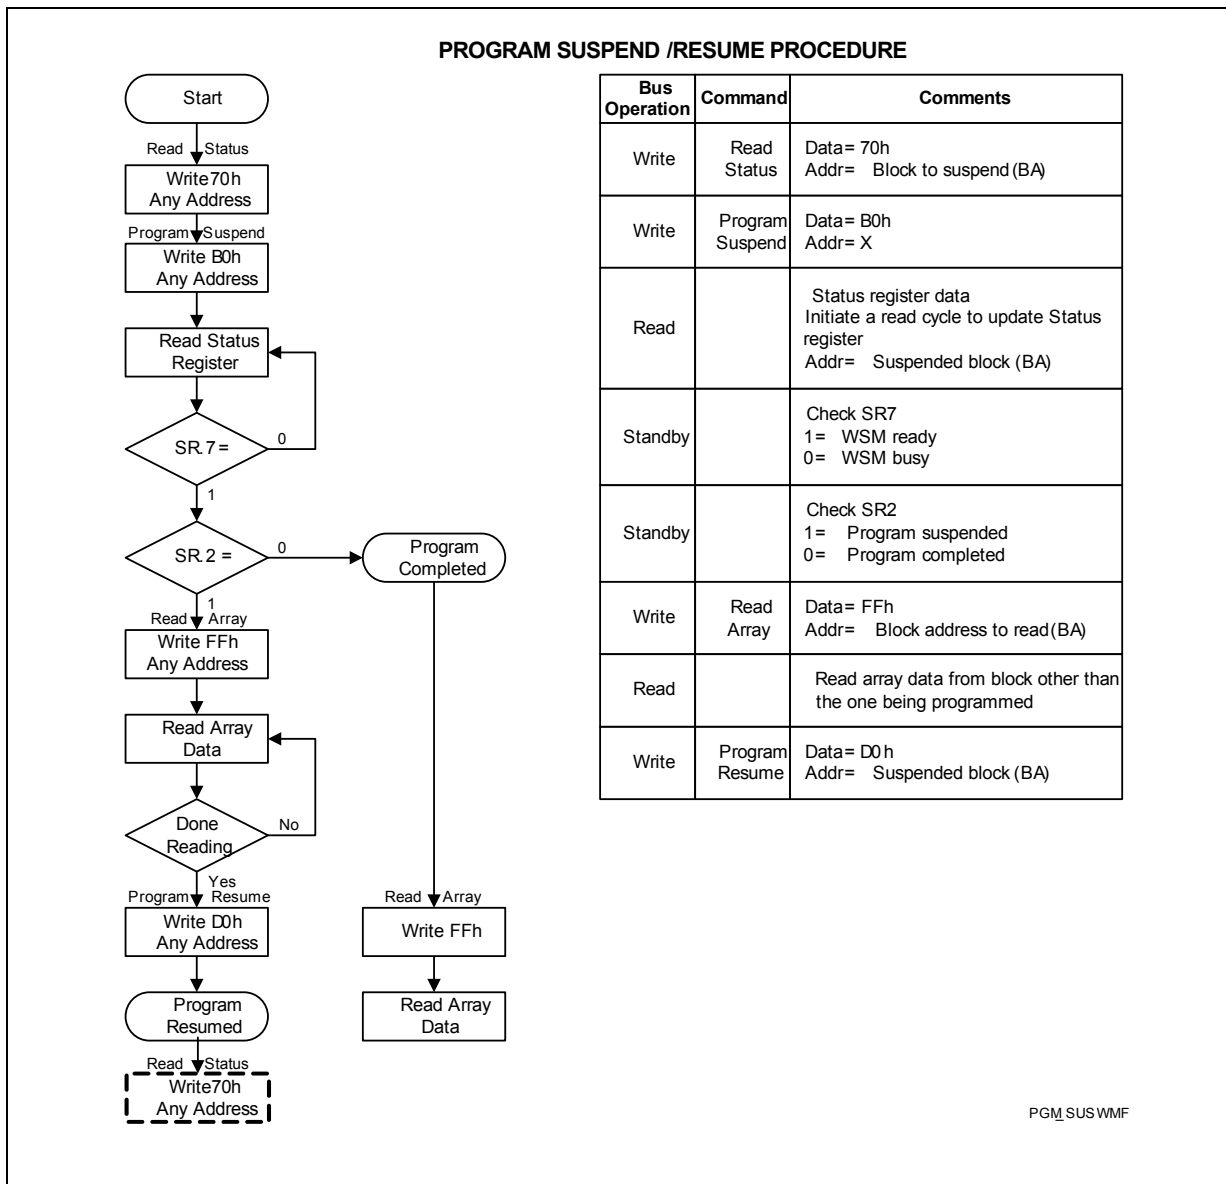 PROGRAM SUSPEND /RESUME PROCEDURE
Start
Read Status
Write70h
Any Address
Program Suspend
Write B0h
Any Address
Read Status
Register
SR.7 =
0
1
SR.2 =
0
Program
Completed
1
Read Array
Write FFh
Any Address
Read Array
Data
Done
Reading
No
Yes
Program Resume
Write D0h
Any Address
Program
Resumed
Read Status
Write70h
Any Address
Read Array
Write FFh
Read Array
Data
Bus
Operation
Command
Comments
Write
Read
Status
Data= 70h
Addr= Block to suspend (BA)
Write
Program
Suspend
Data= B0h
Addr= X
Read
Status register data
Initiate a read cycle to update Status
register
Addr= Suspended block (BA)
Standby
Check SR7
1= WSM ready
0= WSM busy
Standby
Check SR2
1= Program suspended
0= Program completed
Write
Read
Array
Data= FFh
Addr= Block address to read (BA)
Read
Read array data from block other than
the one being programmed
Write
Program
Resume
Data= D0h
Addr= Suspended block (BA)
PGM SUS WMF